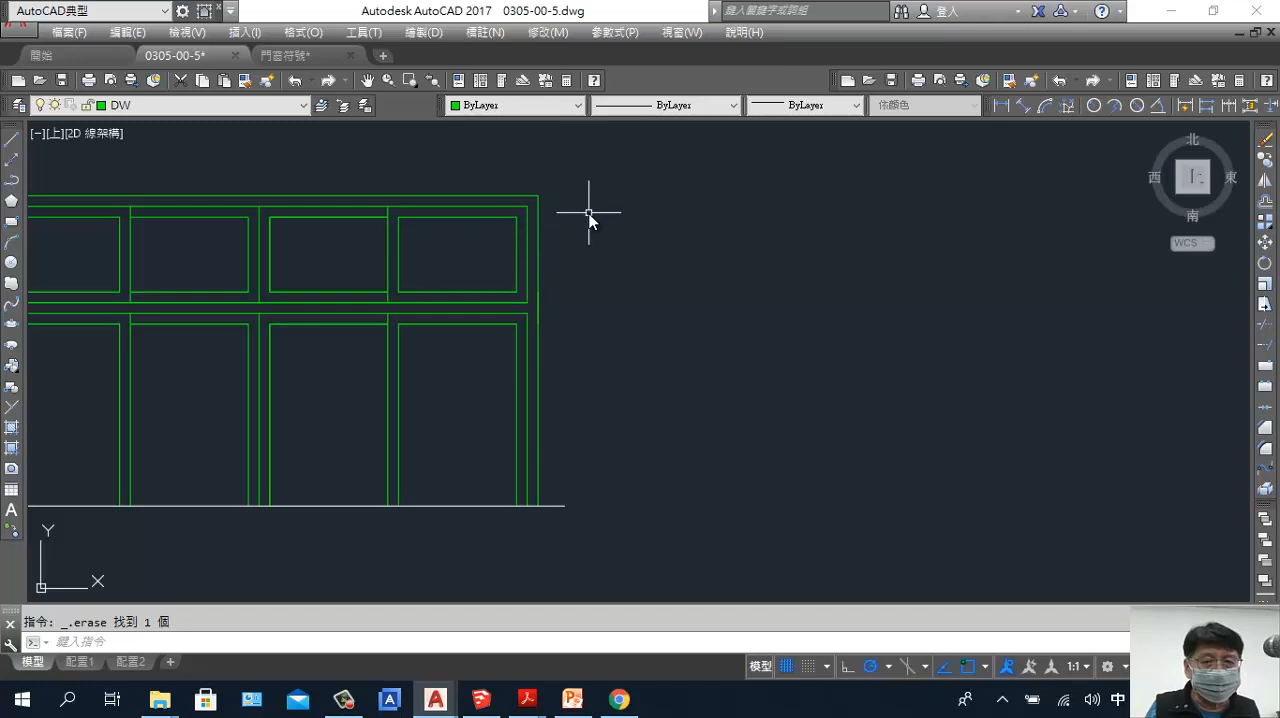 AutoCAD典型
Autodesk AutoCAD 2017 0305-00-5.dwg
鍵入關鍵字或詞組
登入
檔案(F) 編輯(E) 檢視(V) 插入(I) 格式(O) 工具(T) 繪製(D) 標註(N) 修改(M) 參數式(P) 視窗(W) 說明(H)
開始 0305-00-5* 門窗符號*
DW
ByLayer ByLayer ByLayer 依顏色
[−][上][2D 線架構]
北
西 上 東
南
WCS
Y
X
指令: _.erase 找到 1 個
鍵入指令
模型 配置1 配置2
模型 1:1
中